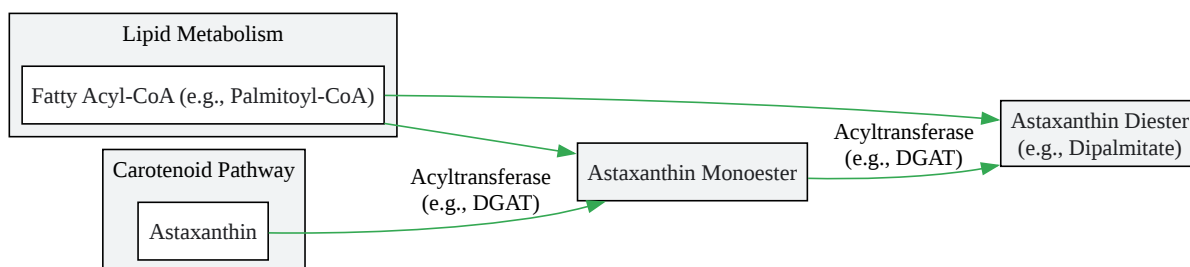 Lipid Metabolism
Fatty Acyl-CoA (e.g., Palmitoyl-CoA)
Carotenoid Pathway
Astaxanthin
Acyltransferase
(e.g., DGAT)
Astaxanthin Monoester
Acyltransferase
(e.g., DGAT)
Astaxanthin Diester
(e.g., Dipalmitate)